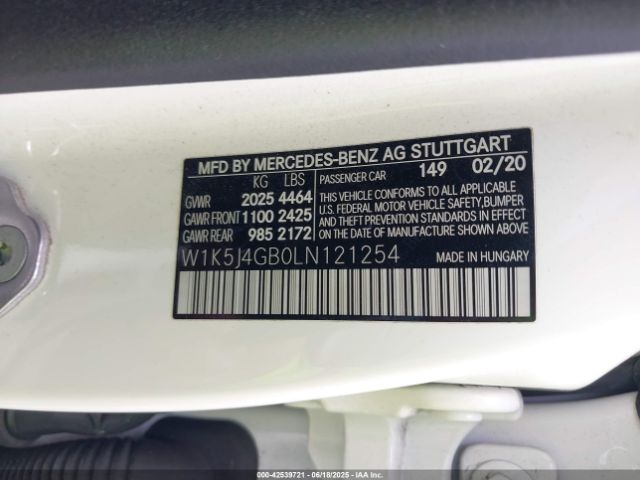 MFD BY MERCEDES-BENZ AG STUTTGART
KG LBS
GVWR 2025 4464
GAWR FRONT 1100 2425
GAWR REAR 985 2172
PASSENGER CAR 149 02/20
THIS VEHICLE CONFORMS TO ALL APPLICABLE
U.S. FEDERAL MOTOR VEHICLE SAFETY,BUMPER
AND THEFT PREVENTION STANDARDS IN EFFECT
ON THE DATE OF MANUFACTURE SHOWN ABOVE.
W1K5J4GB0LN121254
MADE IN HUNGARY
000-42539721 - 06/18/2025 - IAAI.com